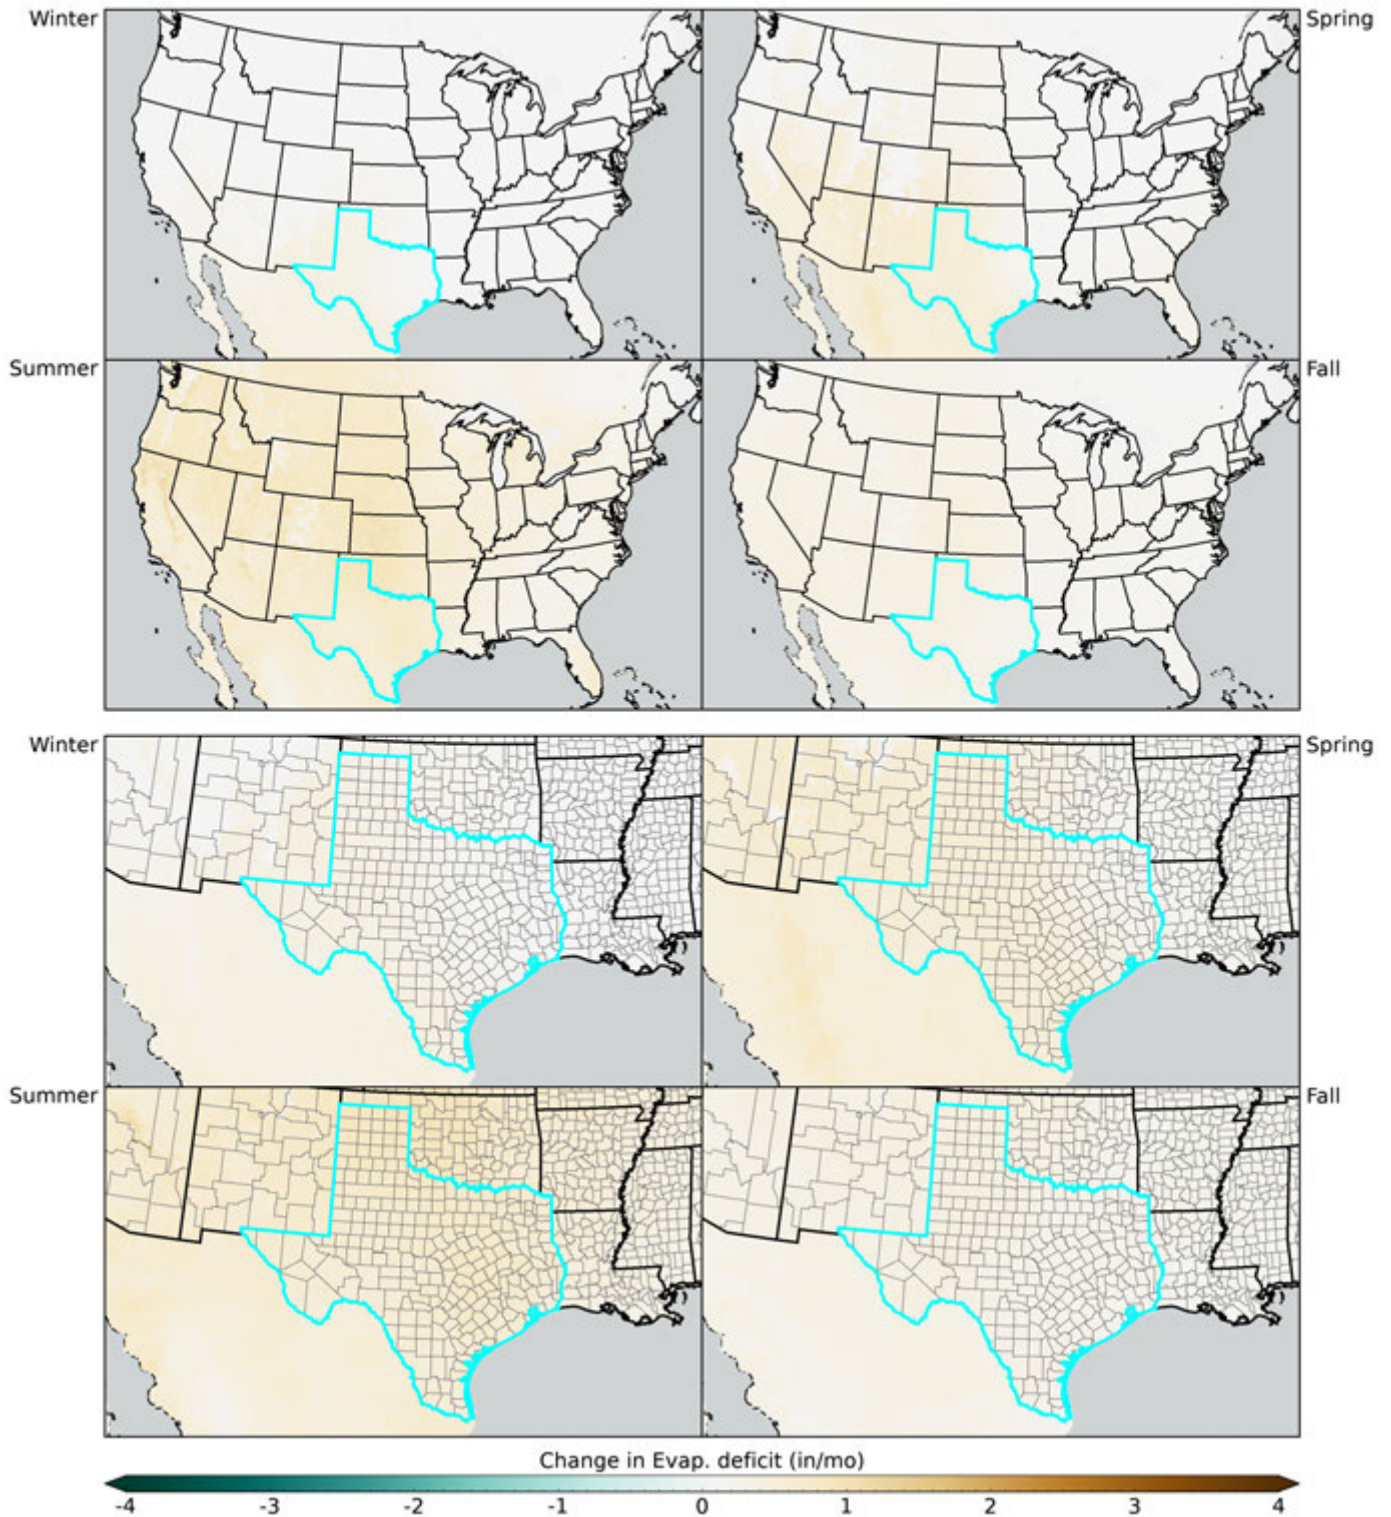 Winter
Spring
Summer
Fall
Winter
Spring
Summer
Fall
Change in Evap. deficit (in/mo)
-4 -3 -2 -1 0 1 2 3 4